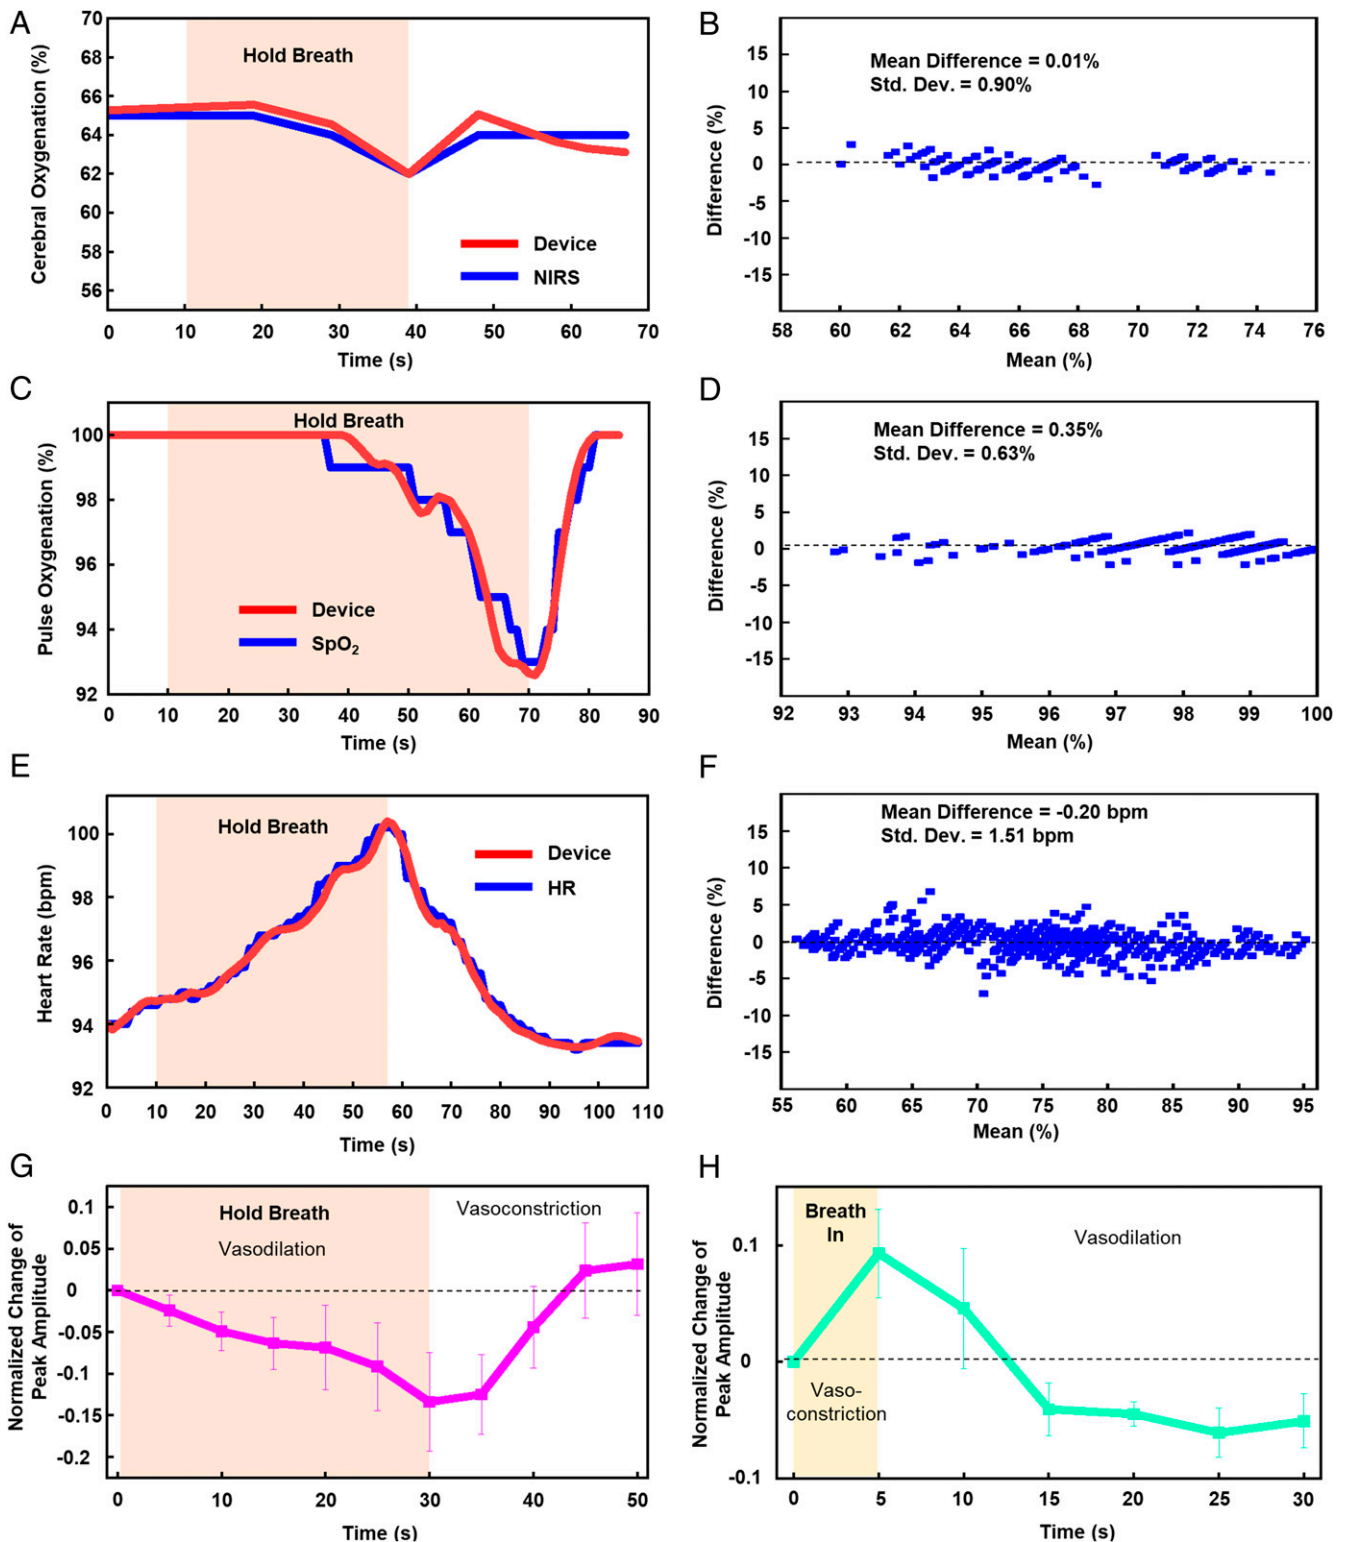 A
Cerebral Oxygenation (%)
70
68
66
64
62
60
58
56
Hold Breath
Device
NIRS
0 10 20 30 40 50 60 70
Time (s)
B
Difference (%)
15
10
5
0
-5
-10
-15
Mean Difference = 0.01%
Std. Dev. = 0.90%
58 60 62 64 66 68 70 72 74 76
Mean (%)
C
Pulse Oxygenation (%)
100
98
96
94
92
Hold Breath
Device
SpO₂
0 10 20 30 40 50 60 70 80 90
Time (s)
D
Difference (%)
15
10
5
0
-5
-10
-15
Mean Difference = 0.35%
Std. Dev. = 0.63%
92 93 94 95 96 97 98 99 100
Mean (%)
E
Heart Rate (bpm)
100
98
96
94
92
Hold Breath
Device
HR
0 10 20 30 40 50 60 70 80 90 100 110
Time (s)
F
Difference (%)
15
10
5
0
-5
-10
-15
Mean Difference = -0.20 bpm
Std. Dev. = 1.51 bpm
55 60 65 70 75 80 85 90 95
Mean (%)
G
Normalized Change of
Peak Amplitude
0.1
0.05
0
-0.05
-0.1
-0.15
-0.2
Hold Breath
Vasodilation
Vasoconstriction
0 10 20 30 40 50
Time (s)
H
Normalized Change of
Peak Amplitude
0.1
0
-0.1
Breath
In
Vaso-
constriction
Vasodilation
0 5 10 15 20 25 30
Time (s)